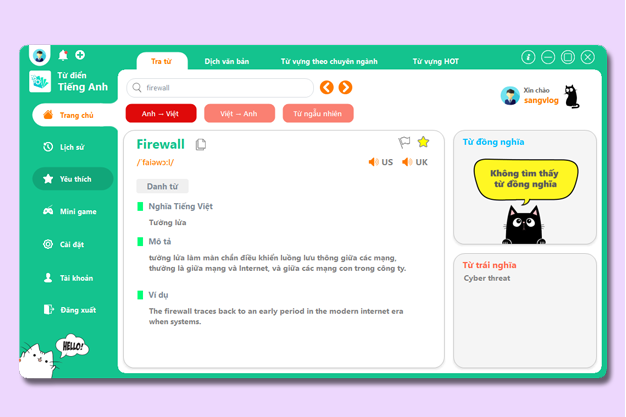 Từ điển
Tiếng Anh
Trang chủ
Lịch sử
Yêu thích
Mini game
Cài đặt
Tài khoản
Đăng xuất
HELLO!
Tra từ
Dịch văn bản
Từ vựng theo chuyên ngành
Từ vựng HOT
firewall
Xin chào
sangvlog
Anh → Việt
Việt → Anh
Từ ngẫu nhiên
Firewall
/ˈfaiəwɔ:l/
US
UK
Danh từ
Nghĩa Tiếng Việt
Tường lửa
Mô tả
tường lửa làm màn chắn điều khiển luồng lưu thông giữa các mạng,
thường là giữa mạng và Internet, và giữa các mạng con trong công ty.
Ví dụ
The firewall traces back to an early period in the modern internet era
when systems.
Từ đồng nghĩa
Không tìm thấy
từ đồng nghĩa
Từ trái nghĩa
Cyber threat